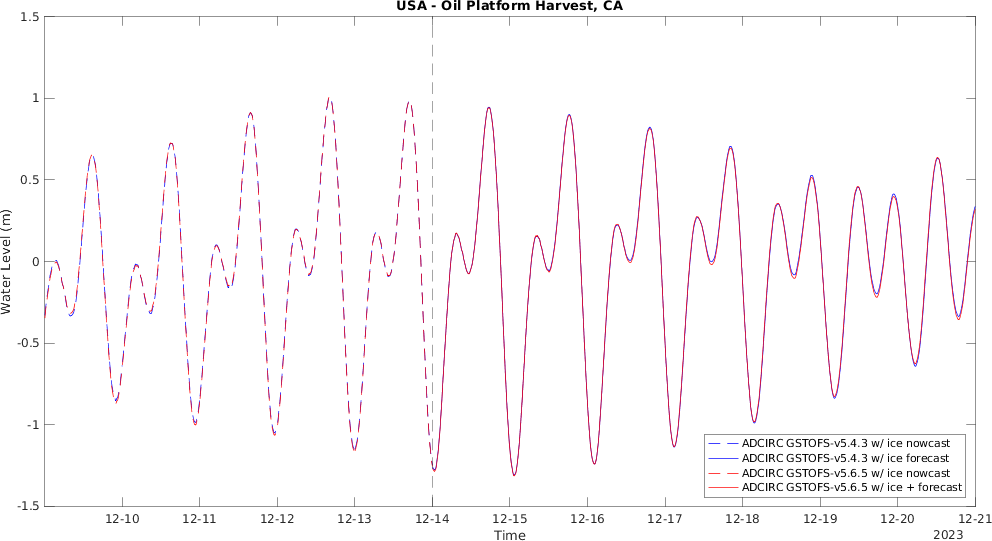 USA - Oil Platform Harvest, CA
1.5
1
0.5
0
-0.5
-1
-1.5
Water Level (m)
12-10
12-11
12-12
12-13
12-14
12-15
12-16
12-17
12-18
12-19
12-20
12-21
Time
2023
ADCIRC GSTOFS-v5.4.3 w/ ice nowcast
ADCIRC GSTOFS-v5.4.3 w/ ice forecast
ADCIRC GSTOFS-v5.6.5 w/ ice nowcast
ADCIRC GSTOFS-v5.6.5 w/ ice + forecast